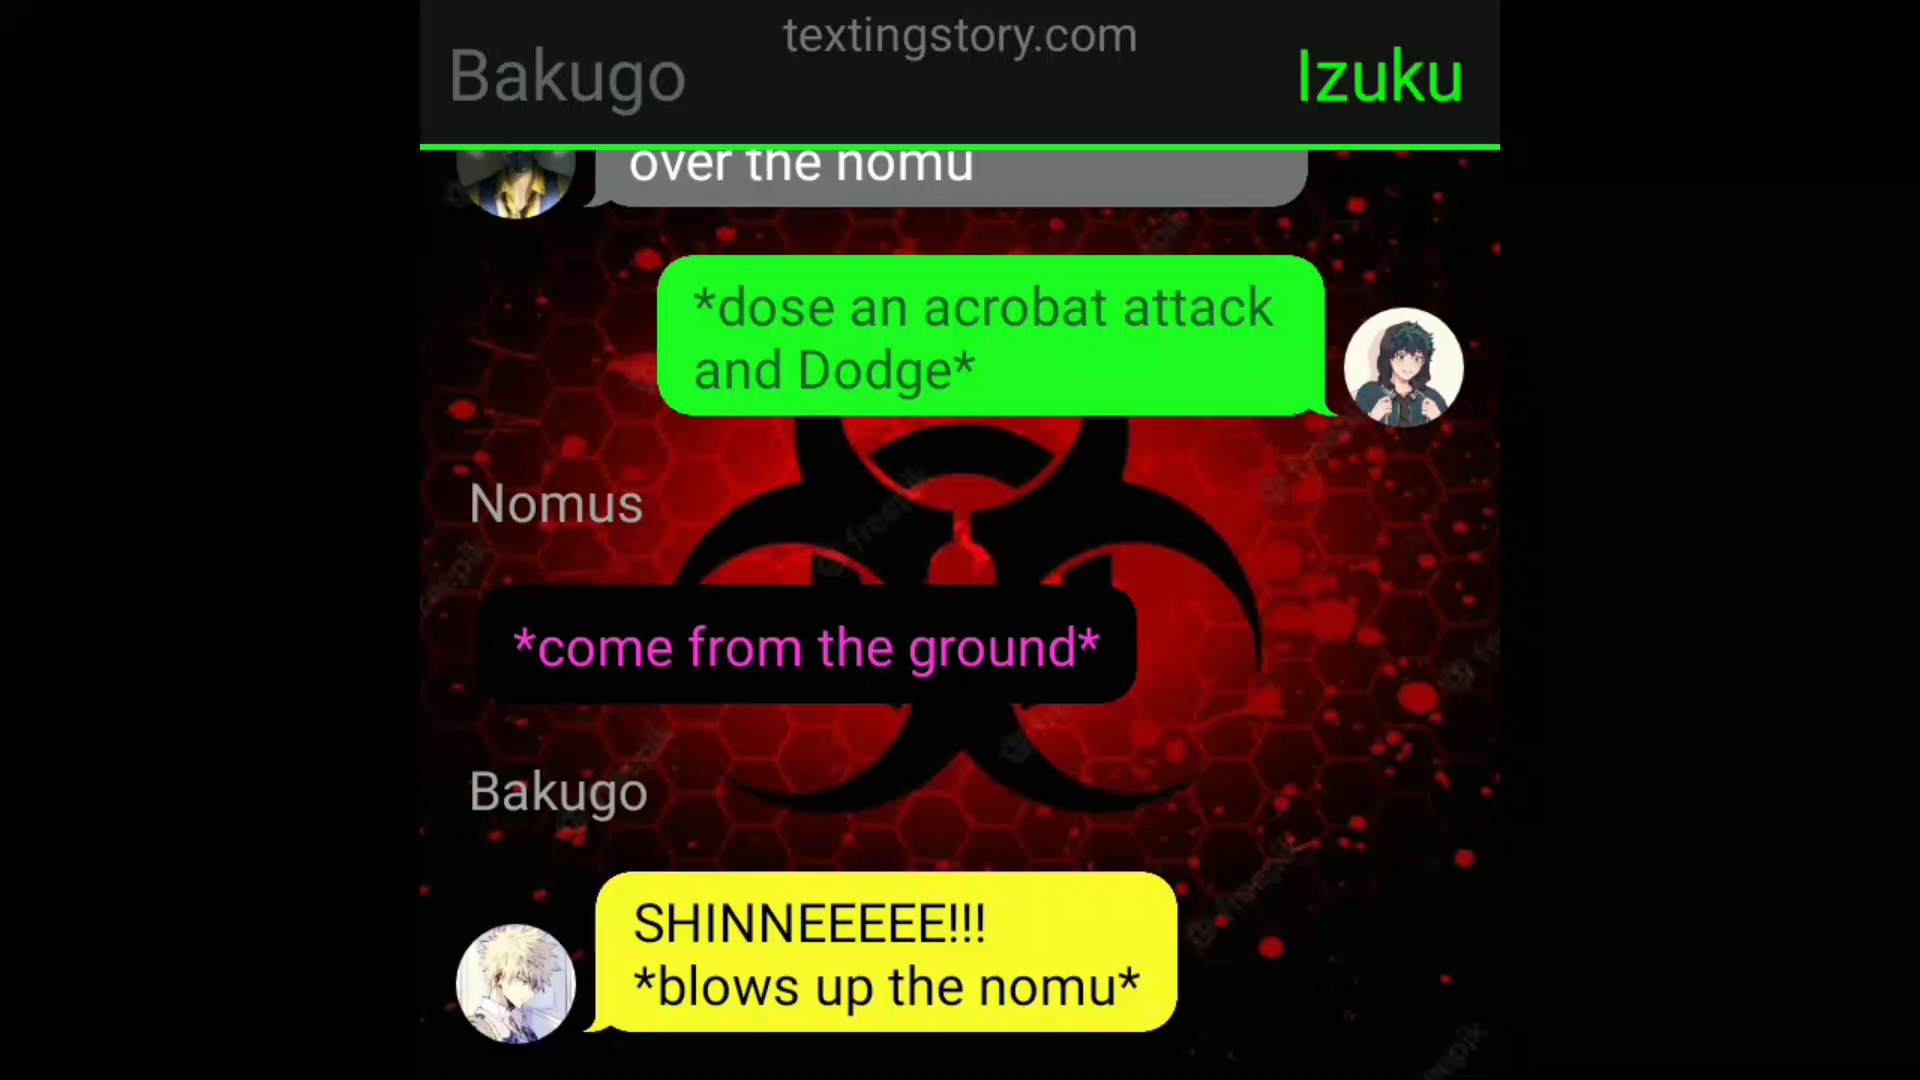 textingstory.com
Bakugo
Izuku
over the nomu
*dose an acrobat attack
and Dodge*
Nomus
*come from the ground*
Bakugo
SHINNEEEEE!!!
*blows up the nomu*